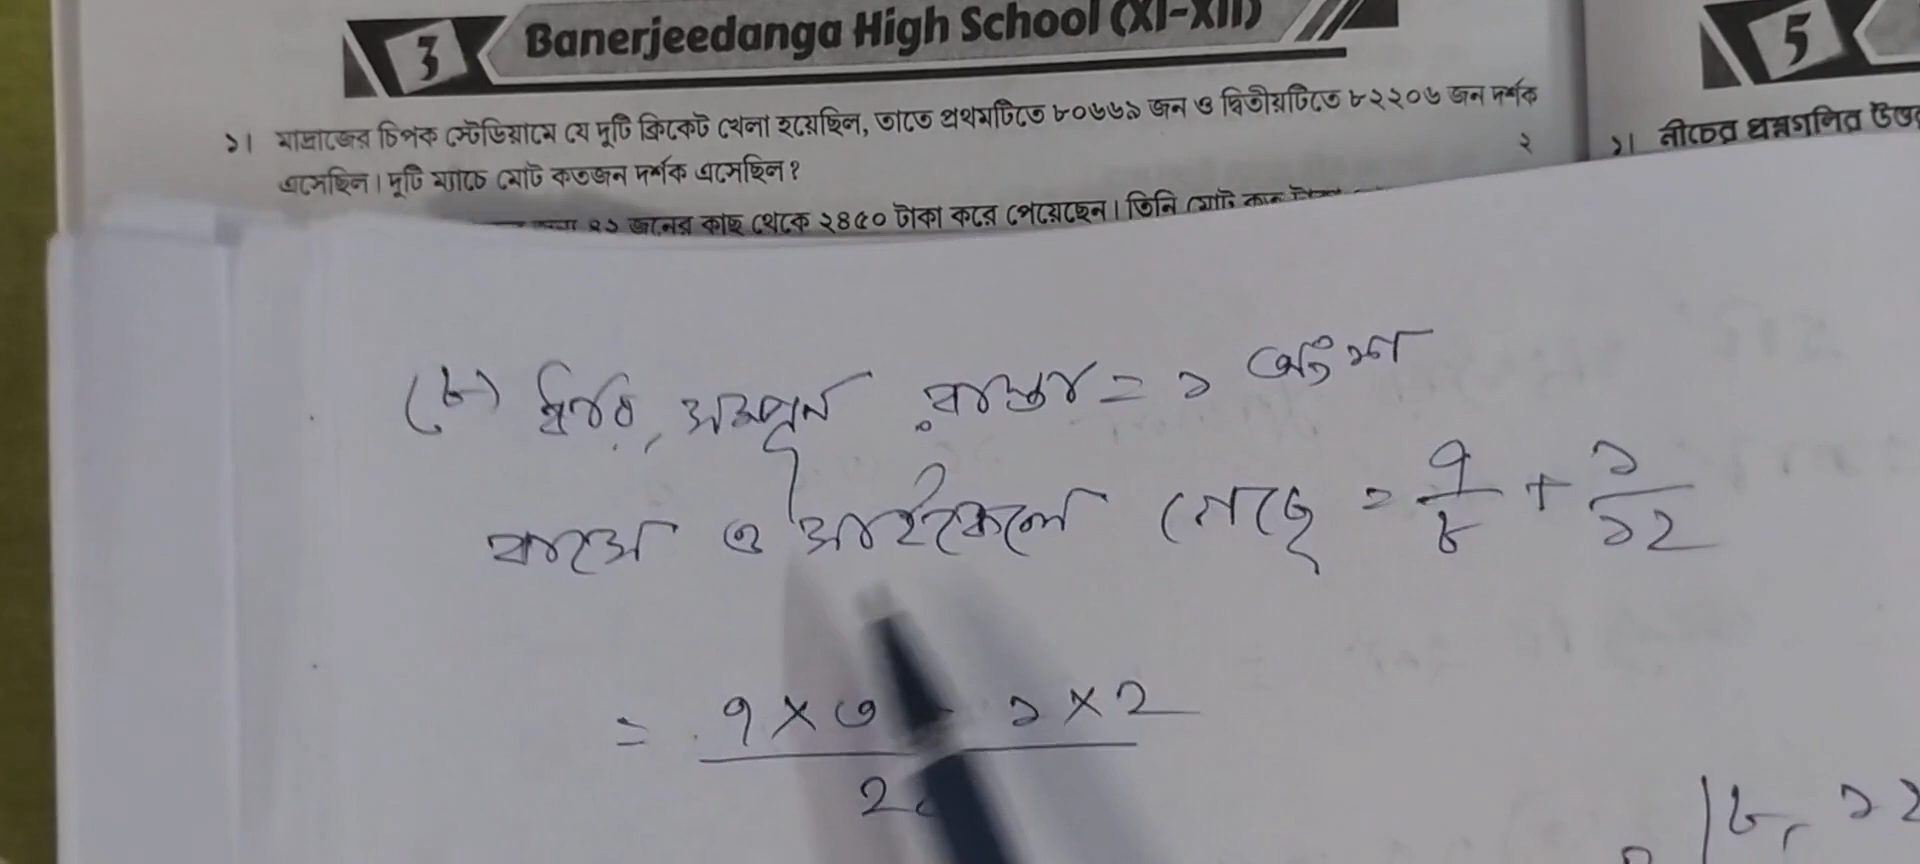 3 Banerjeedanga High School (XI-XII)
১। মাদ্রাজের চিপক স্টেডিয়ামে যে দুটি ক্রিকেট খেলা হয়েছিল, তাতে প্রথমটিতে ৮০৬৬৯ জন ও দ্বিতীয়টিতে ৮২২০৬ জন দর্শক
এসেছিল। দুটি ম্যাচে মোট কতজন দর্শক এসেছিল? ২
জনের কাছ থেকে ২৪৫০ টাকা করে পেয়েছেন। তিনি মোট
5
১। নীচের প্রশ্নগুলির
(৮) ধরি, সম্পূর্ণ রাস্তা = ১ অংশ
বাসে ও সাইকেলে গেছে = ৭/৮ + ১/১২
= ৭×৩ ১×২
৮, ১২